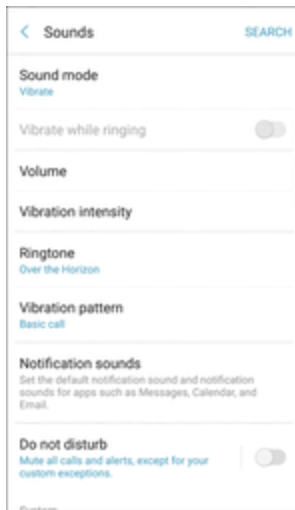 < Sounds SEARCH
Sound mode
Vibrate
Vibrate while ringing
Volume
Vibration intensity
Ringtone
Over the Horizon
Vibration pattern
Basic call
Notification sounds
Set the default notification sound and notification
sounds for apps such as Messages, Calendar, and
Email.
Do not disturb
Mute all calls and alerts, except for your
custom exceptions.
System